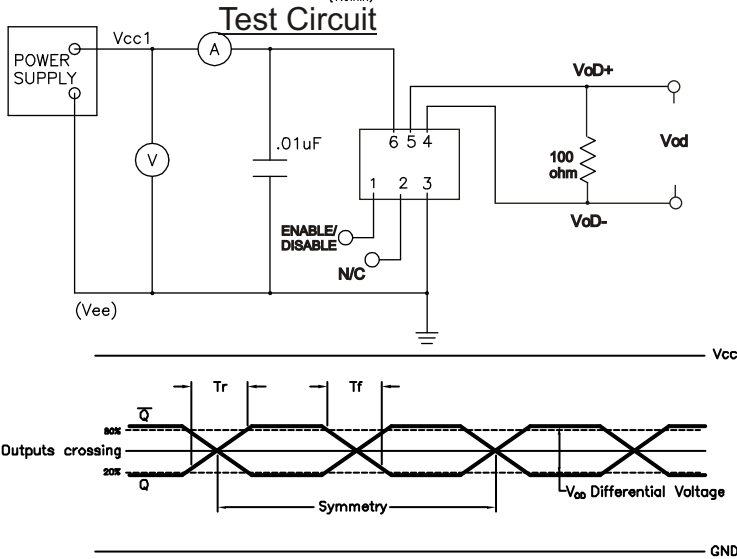 Test Circuit
Vcc1
A
POWER
SUPPLY
V
.01uF
6 5 4
1 2 3
ENABLE/
DISABLE
N/C
(Vee)
VoD+
Vod
100
ohm
VoD-
Vcc
Tr
Tf
Q
80%
Outputs crossing
20%
Q
VOD Differential Voltage
Symmetry
GND